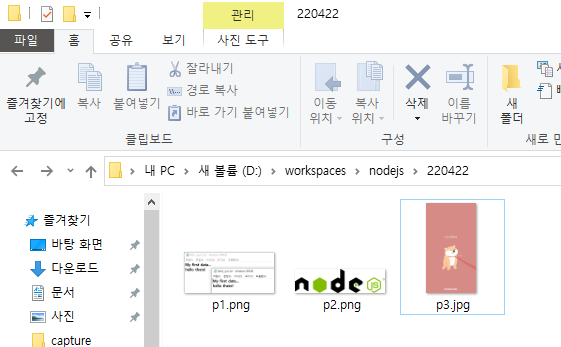 관리
220422
파일
홈
공유
보기
사진 도구
즐겨찾기에
고정
복사
붙여넣기
잘라내기
경로 복사
바로 가기 붙여넣기
클립보드
이동
위치
복사
위치
삭제
이름
바꾸기
구성
새
폴더
새로 만
내 PC > 새 볼륨 (D:) > workspaces > nodejs > 220422
즐겨찾기
바탕 화면
다운로드
문서
사진
capture
My first data...
hello there!
My first data...
hello there!
node
JS
p1.png
p2.png
p3.jpg